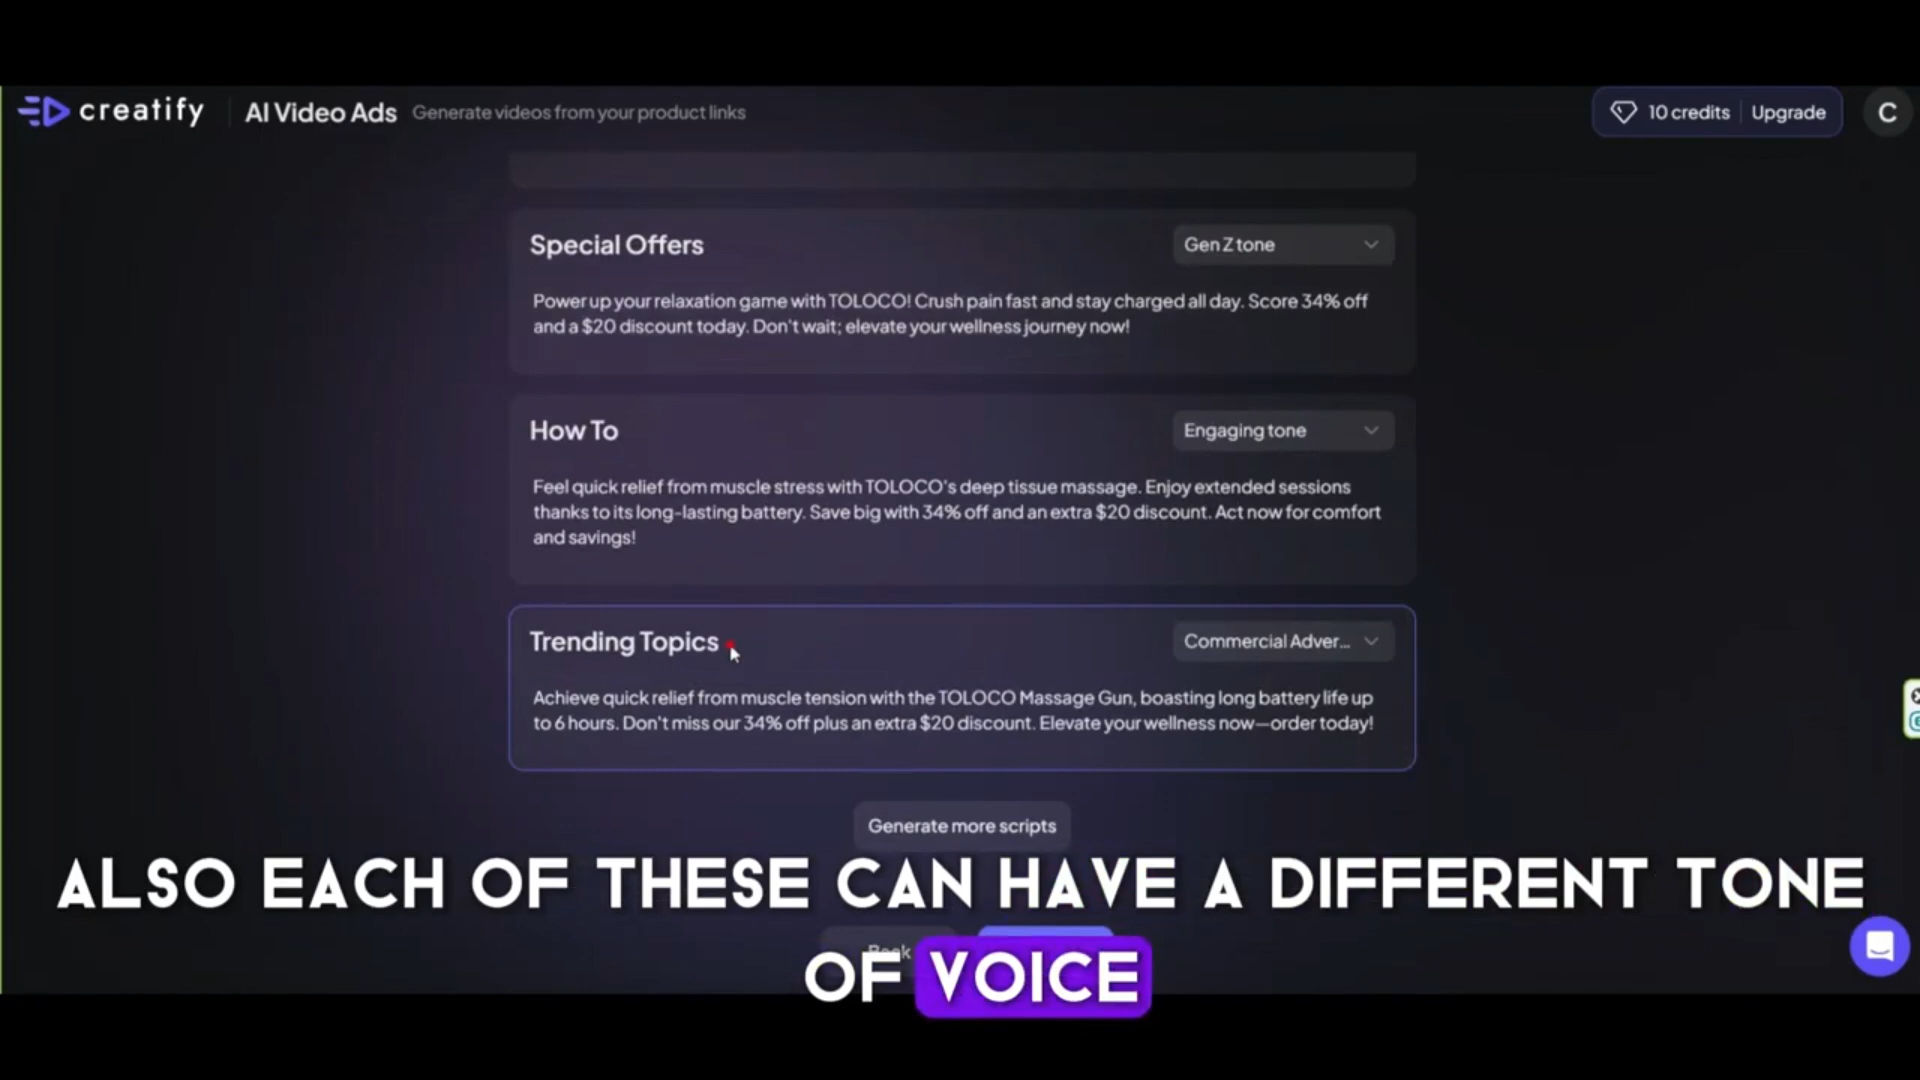 creatify AI Video Ads Generate videos from your product links 10 credits Upgrade C
Special Offers Gen Z tone
Power up your relaxation game with TOLOCO! Crush pain fast and stay charged all day. Score 34% off
and a $20 discount today. Don't wait; elevate your wellness journey now!
How To Engaging tone
Feel quick relief from muscle stress with TOLOCO's deep tissue massage. Enjoy extended sessions
thanks to its long-lasting battery. Save big with 34% off and an extra $20 discount. Act now for comfort
and savings!
Trending Topics Commercial Adver...
Achieve quick relief from muscle tension with the TOLOCO Massage Gun, boasting long battery life up
to 6 hours. Don't miss our 34% off plus an extra $20 discount. Elevate your wellness now—order today!
Generate more scripts
ALSO EACH OF THESE CAN HAVE A DIFFERENT TONE
Back
OF VOICE